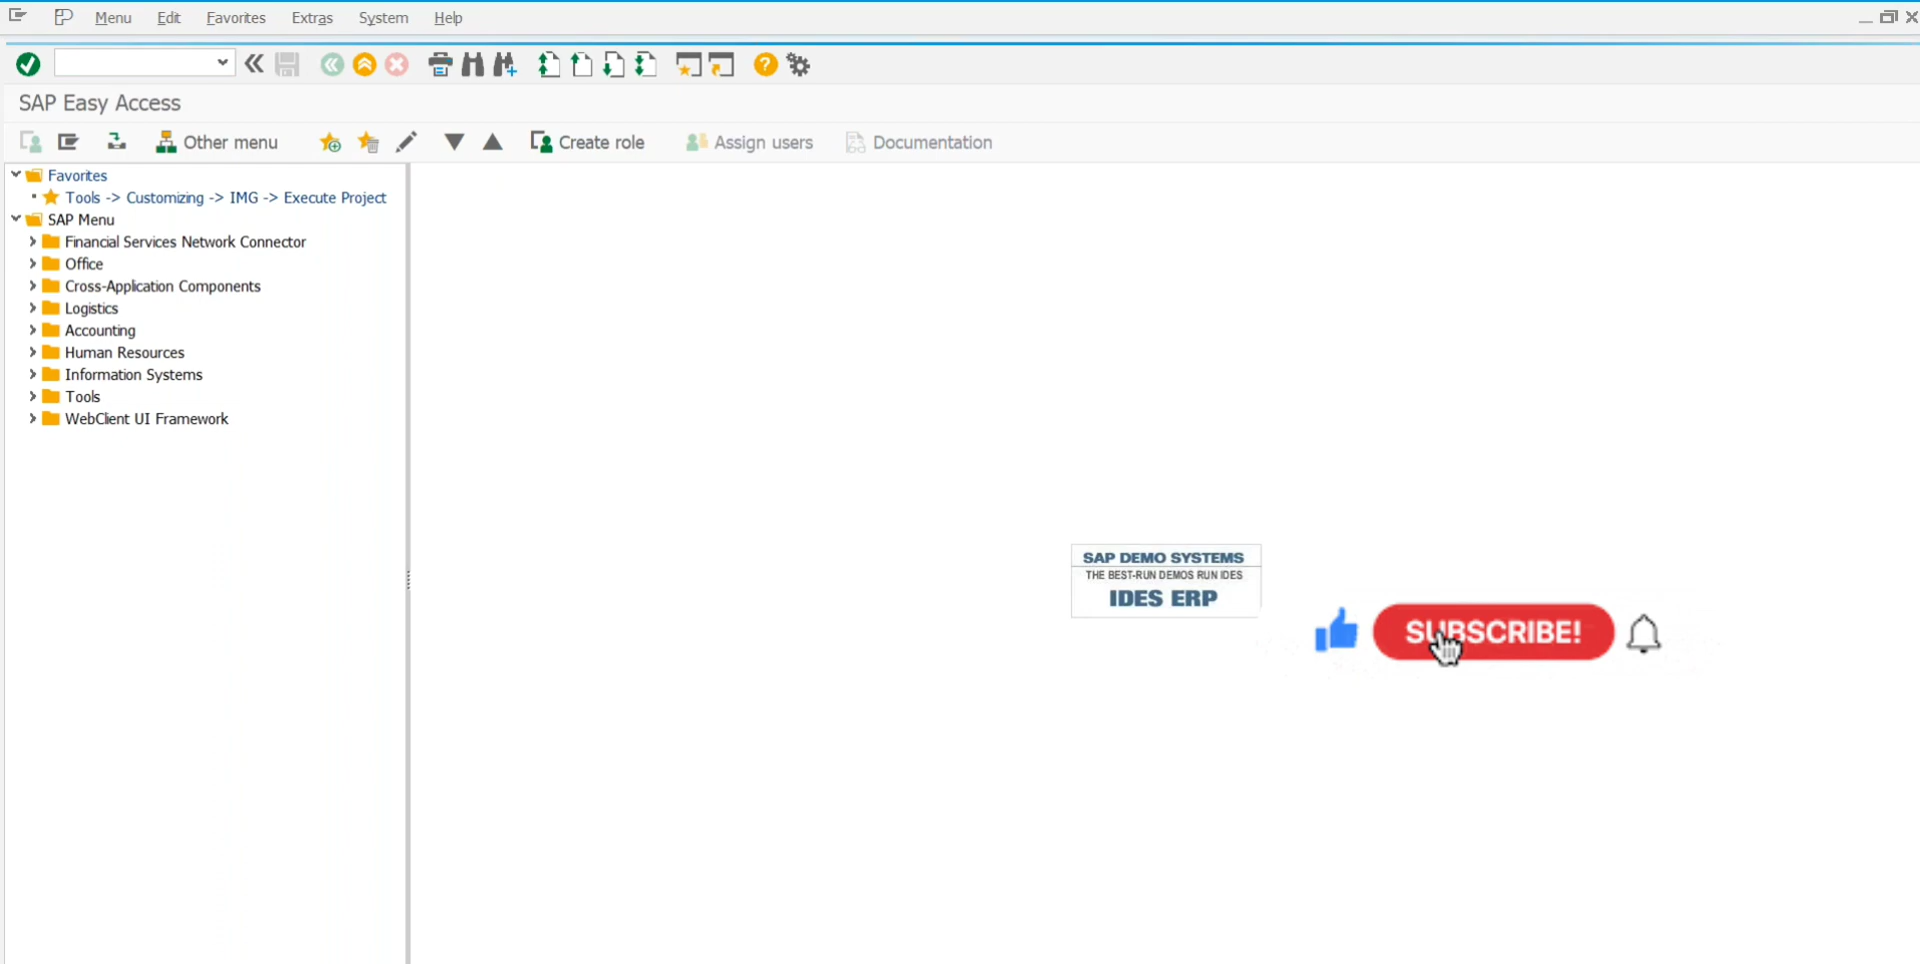 Menu Edit Favorites Extras System Help
SAP Easy Access
Other menu Create role Assign users Documentation
Favorites
Tools -> Customizing -> IMG -> Execute Project
SAP Menu
Financial Services Network Connector
Office
Cross-Application Components
Logistics
Accounting
Human Resources
Information Systems
Tools
WebClient UI Framework
SAP DEMO SYSTEMS
THE BEST-RUN DEMOS RUN IDES
IDES ERP
SUBSCRIBE!